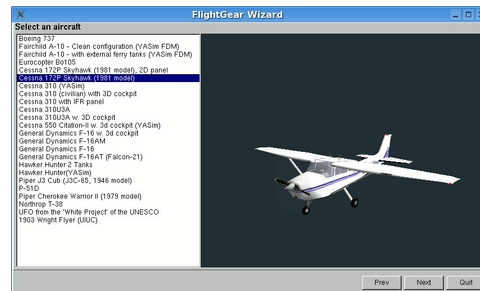 FlightGear Wizard
Select an aircraft
Boeing 737
Fairchild A-10 - Clean configuration (YASim FDM)
Fairchild A-10 - with external ferry tanks (YASim FDM)
Eurocopter Bo105
Cessna 172P Skyhawk (1981 model), 2D panel
Cessna 172P Skyhawk (1981 model)
Cessna 310 (YASim)
Cessna 310 (civilian) with 3D cockpit
Cessna 310 with IFR panel
Cessna 310U3A
Cessna 310U3A w. 3D cockpit
Cessna 550 Citation-II w. 3d cockpit (YASim)
General Dynamics F-16 w. 3d cockpit
General Dynamics F-16AM
General Dynamics F-16
General Dynamics F-16AT (Falcon-21)
Hawker Hunter 2 Tanks
Hawker Hunter(YASim)
Piper J3 Cub (J3C-65, 1946 model)
P-51D
Piper Cherokee Warrior II (1979 model)
Northrop T-38
UFO from the 'White Project' of the UNESCO
1903 Wright Flyer (UIUC)
Prev Next Quit